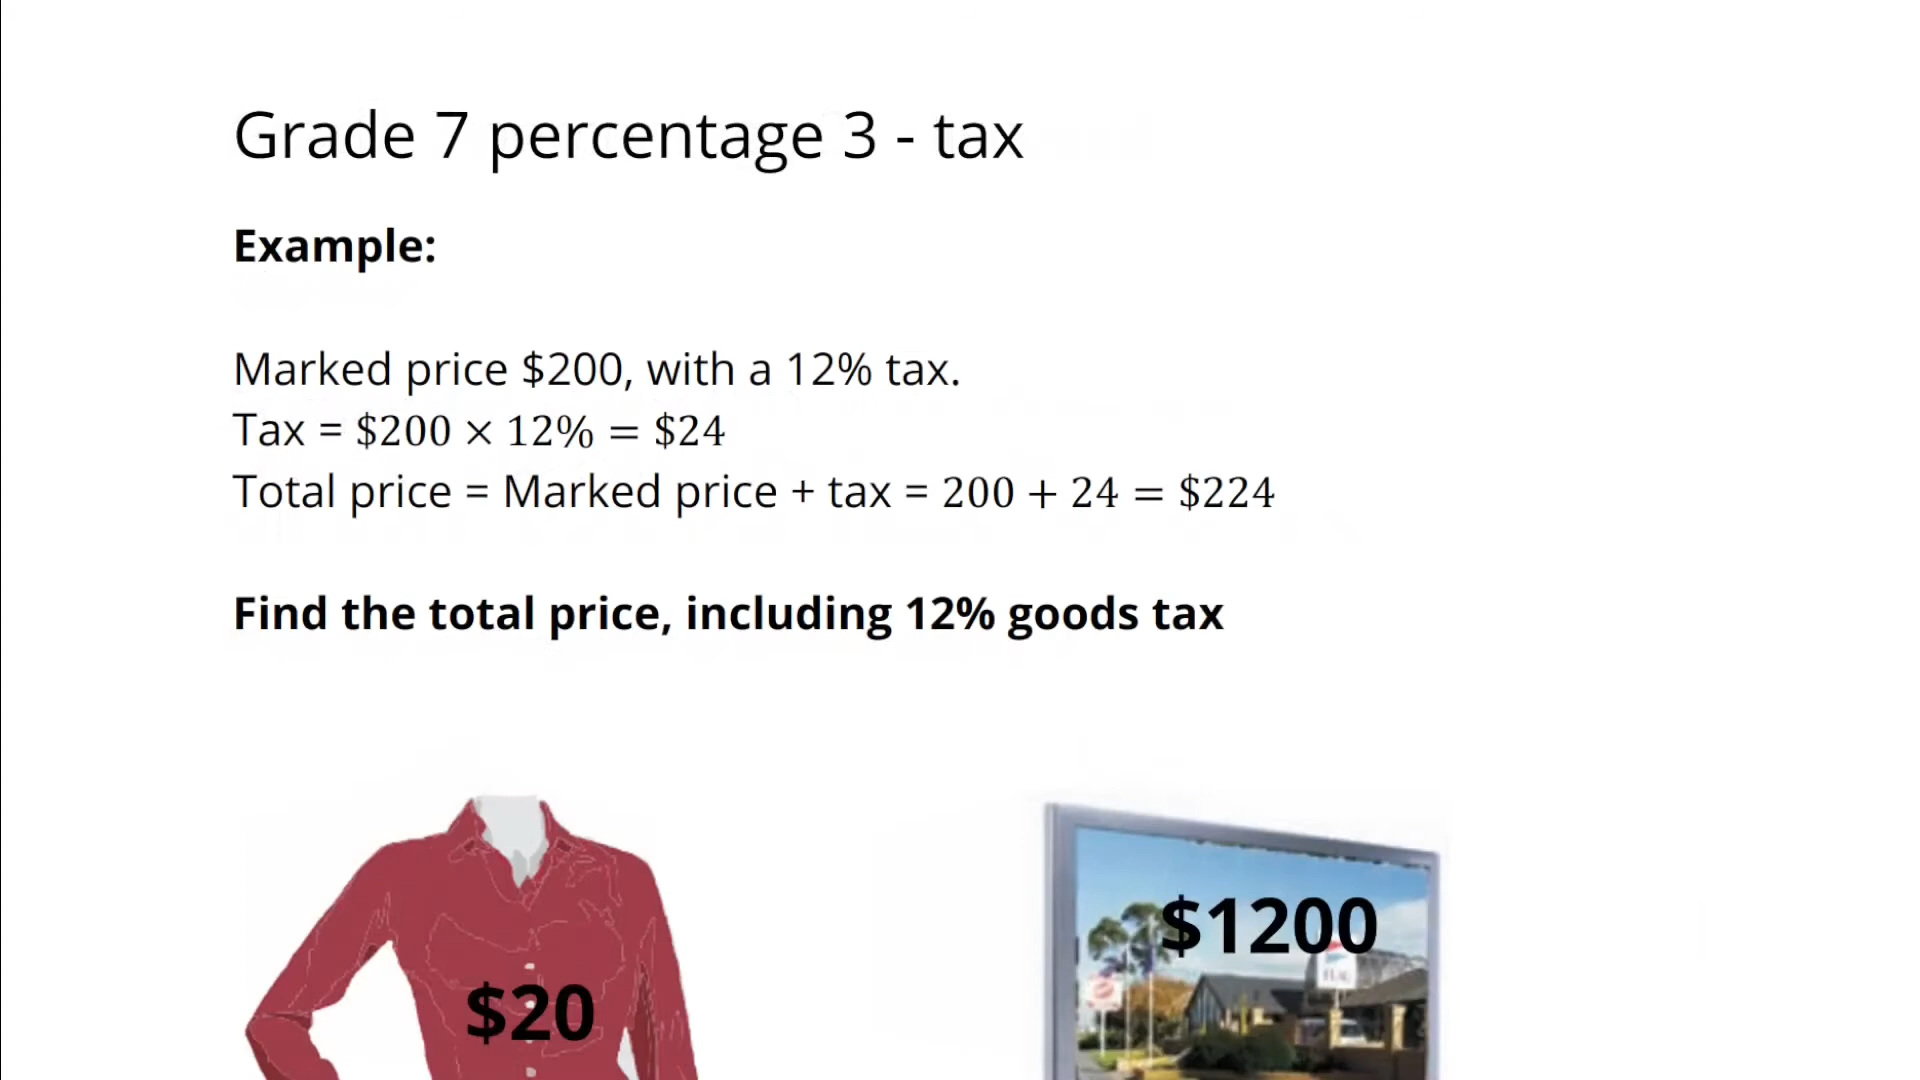 Grade 7 percentage 3 - tax
Example:
Marked price $200, with a 12% tax.
Tax = $200 × 12% = $24
Total price = Marked price + tax = 200 + 24 = $224
Find the total price, including 12% goods tax
$1200
$20